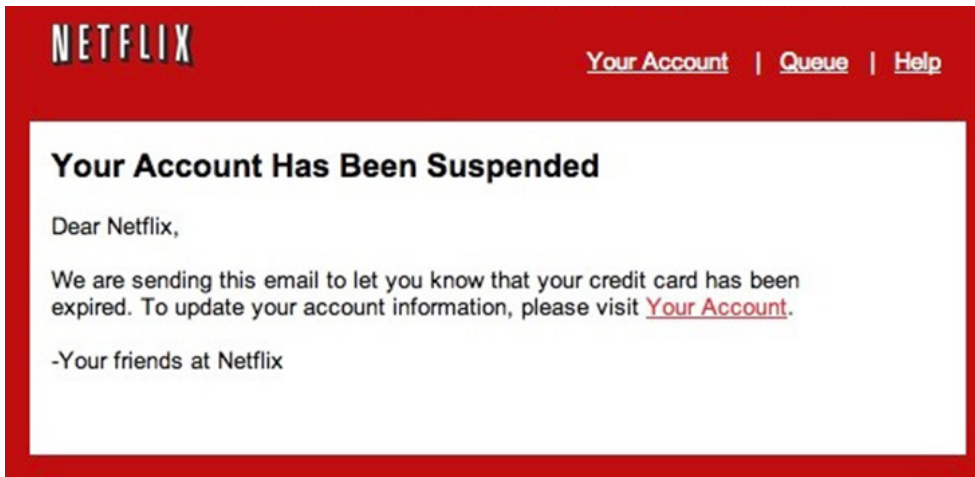 NETFLIX
Your Account | Queue | Help
Your Account Has Been Suspended
Dear Netflix,
We are sending this email to let you know that your credit card has been
expired. To update your account information, please visit Your Account.
-Your friends at Netflix